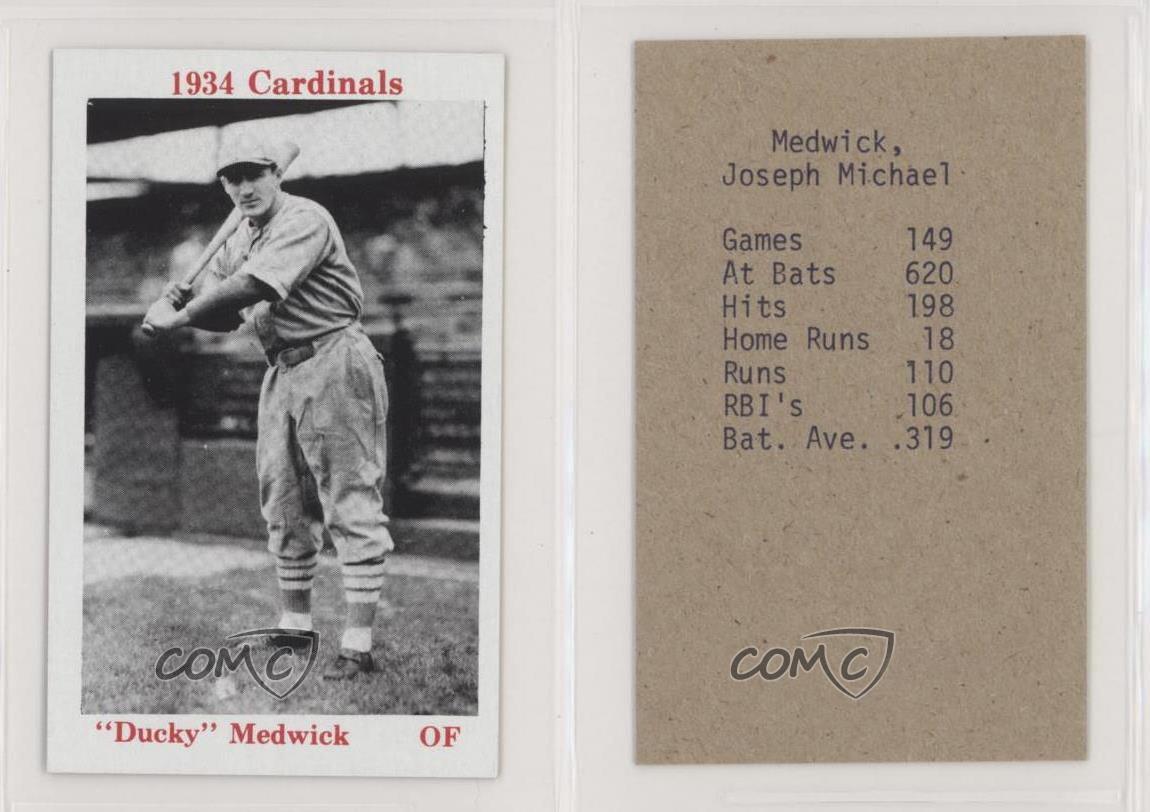 1934 Cardinals
"Ducky" Medwick OF
COMC
Medwick,
Joseph Michael
Games 149
At Bats 620
Hits 198
Home Runs 18
Runs 110
RBI's 106
Bat. Ave. .319
COMC